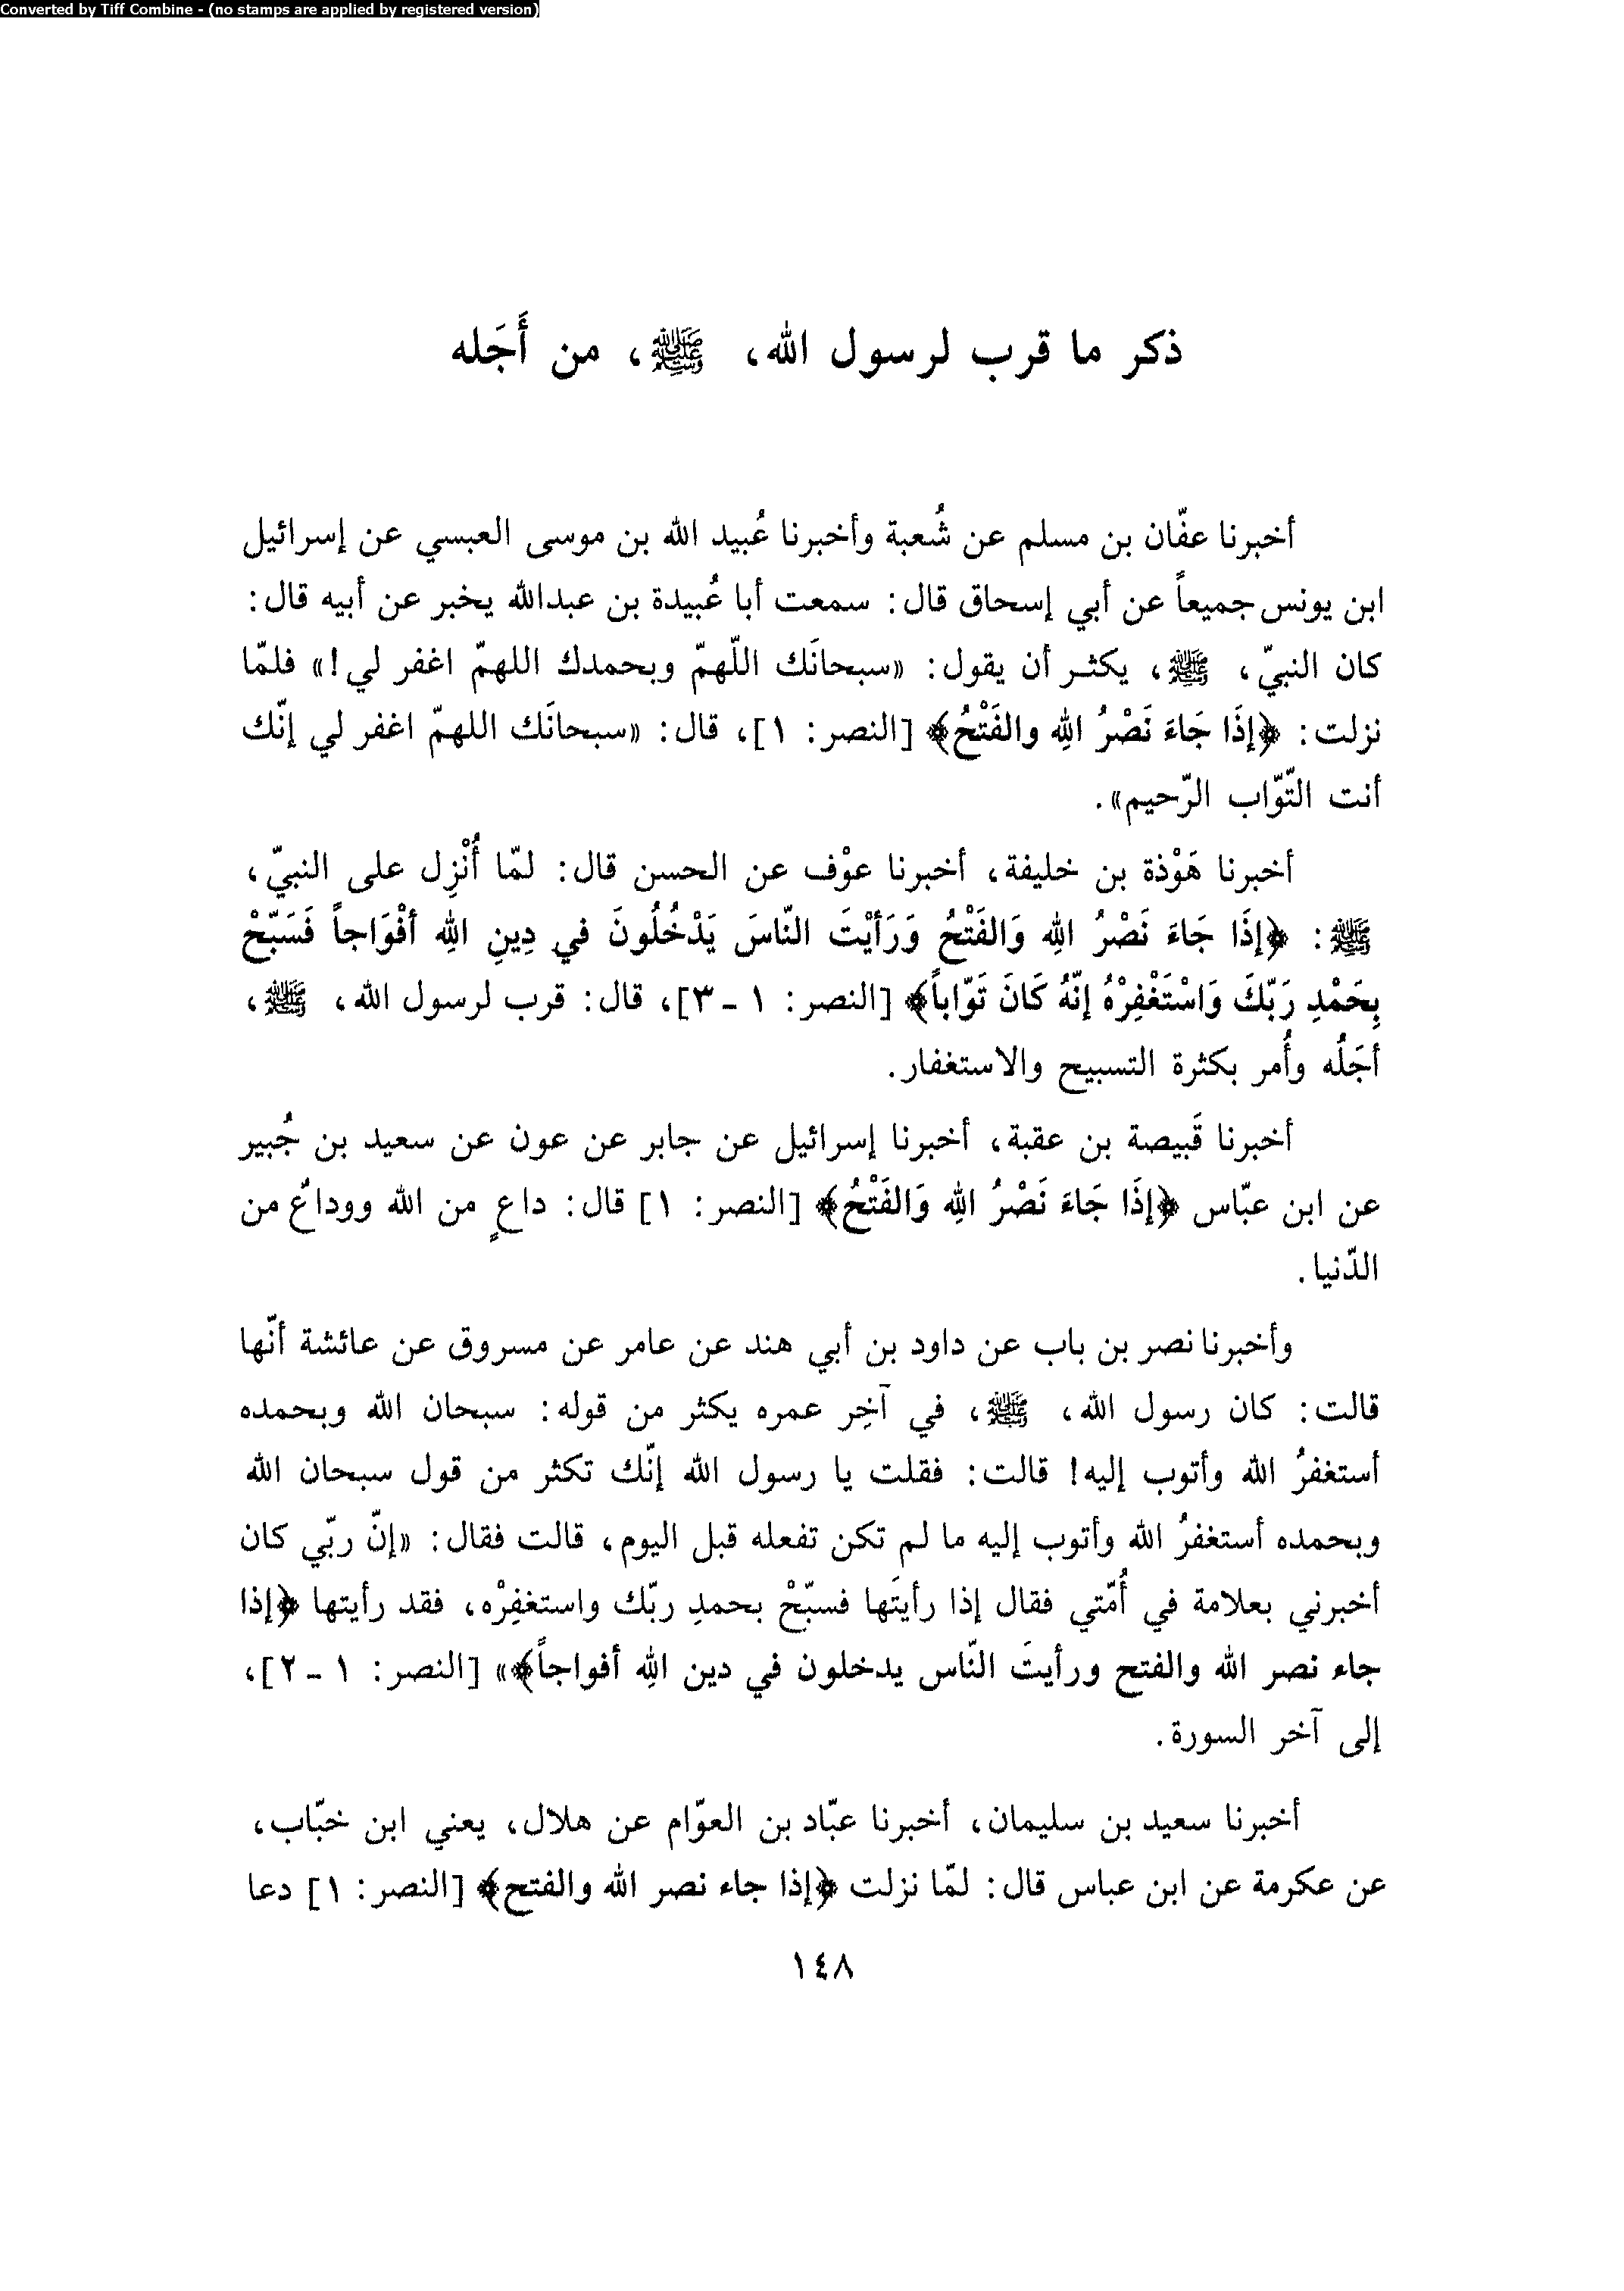 Converted by Tiff Combine - (no stamps are applied by registered version)
ذكر ما قرب لرسول الله، ﷺ، من أَجَله
أخبرنا عفّان بن مسلم عن شُعبة وأخبرنا عُبيد الله بن موسى العبسي عن إسرائيل
ابن يونس جميعاً عن أبي إسحاق قال: سمعت أبا عُبيدة بن عبدالله يخبر عن أبيه قال:
كان النبيّ، ﷺ، يكثر أن يقول: «سبحانَك اللّهمّ وبحمدك اللهمّ اغفر لي!» فلمّا
نزلت: ﴿إذَا جَاءَ نَصْرُ اللهِ والفَتْحُ﴾ [النصر: ١]، قال: «سبحانَك اللهمّ اغفر لي إنّك
أنت التّوّاب الرّحيم».
أخبرنا هَوْذة بن خليفة، أخبرنا عوْف عن الحسن قال: لمّا أُنْزِل على النبيّ،
ﷺ: ﴿إذَا جَاءَ نَصْرُ اللهِ وَالفَتْحُ وَرَأيْتَ النّاسَ يَدْخُلُونَ في دِينِ اللهِ أفْوَاجاً فَسَبّحْ
بِحَمْدِ رَبّكَ وَاسْتَغْفِرْهُ إنّهُ كَانَ تَوّاباً﴾ [النصر: ١ - ٣]، قال: قرب لرسول الله، ﷺ،
أجَلُه وأُمر بكثرة التسبيح والاستغفار.
أخبرنا قَبيصة بن عقبة، أخبرنا إسرائيل عن جابر عن عون عن سعيد بن جُبير
عن ابن عبّاس ﴿إذَا جَاءَ نَصْرُ اللهِ وَالفَتْحُ﴾ [النصر: ١] قال: داعٍ من الله ووداعٌ من
الدّنيا.
وأخبرنا نصر بن باب عن داود بن أبي هند عن عامر عن مسروق عن عائشة أنّها
قالت: كان رسول الله، ﷺ، في آخِر عمره يكثر من قوله: سبحان الله وبحمده
أستغفرُ الله وأتوب إليه! قالت: فقلت يا رسول الله إنّك تكثر من قول سبحان الله
وبحمده أستغفرُ الله وأتوب إليه ما لم تكن تفعله قبل اليوم، قالت فقال: «إنّ ربّي كان
أخبرني بعلامة في أُمّتي فقال إذا رأيتَها فسبّحْ بحمدِ ربّك واستغفِرْه، فقد رأيتها ﴿إذا
جاء نصر الله والفتح ورأيتَ النّاس يدخلون في دين اللهِ أفواجاً﴾» [النصر: ١ - ٢]،
إلى آخر السورة.
أخبرنا سعيد بن سليمان، أخبرنا عبّاد بن العوّام عن هلال، يعني ابن خبّاب،
عن عكرمة عن ابن عباس قال: لمّا نزلت ﴿إذا جاء نصر الله والفتح﴾ [النصر: ١] دعا
١٤٨